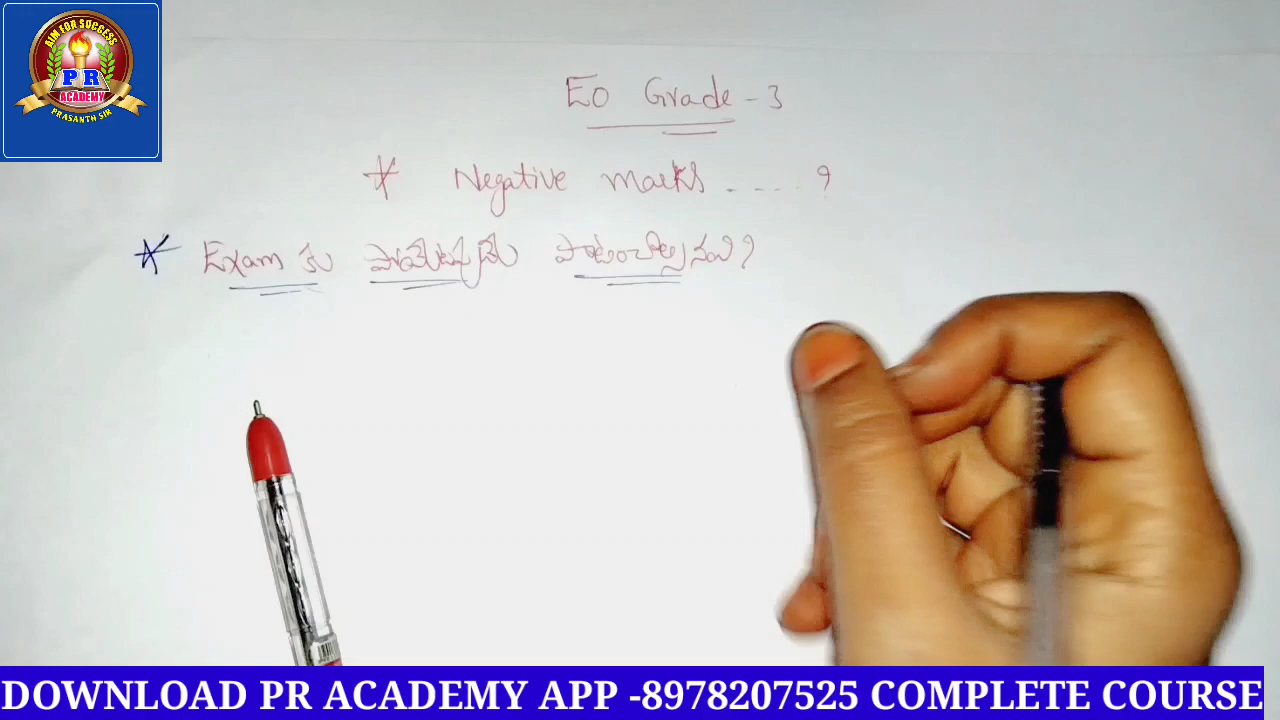 AIM FOR SUCCESS
P R
ACADEMY
PRASANTH SIR
EO Grade - 3
* Negative marks ..... ?
* Exam కు పాటించాల్సినవి?
DOWNLOAD PR ACADEMY APP -8978207525 COMPLETE COURSE